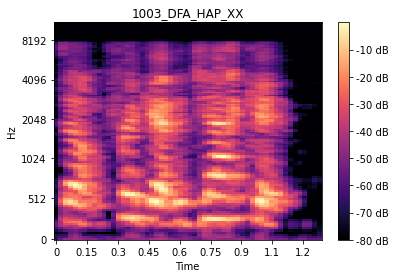 1003_DFA_HAP_XX
8192
4096
2048
1024
512
0
Hz
0 0.15 0.3 0.45 0.6 0.75 0.9 1.1 1.2
Time
-10 dB
-20 dB
-30 dB
-40 dB
-50 dB
-60 dB
-70 dB
-80 dB